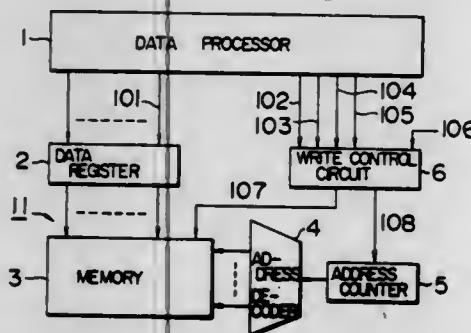 1
DATA PROCESSOR
101
102
103
104
105
106
2
DATA
REGISTER
WRITE CONTROL
CIRCUIT
6
107
11
4
108
3
MEMORY
AD-
DRESS
DE-
CODER
ADDRESS
COUNTER
5